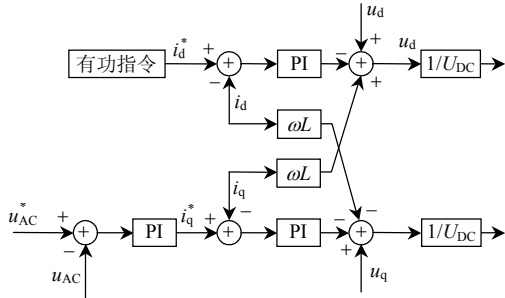 u_d
有功指令 i_d^* + − + PI − + + + u_d 1/U_DC
i_d ωL
ωL
i_q
u_AC^* + − + PI i_q^* + − + PI − − + + 1/U_DC
u_AC u_q